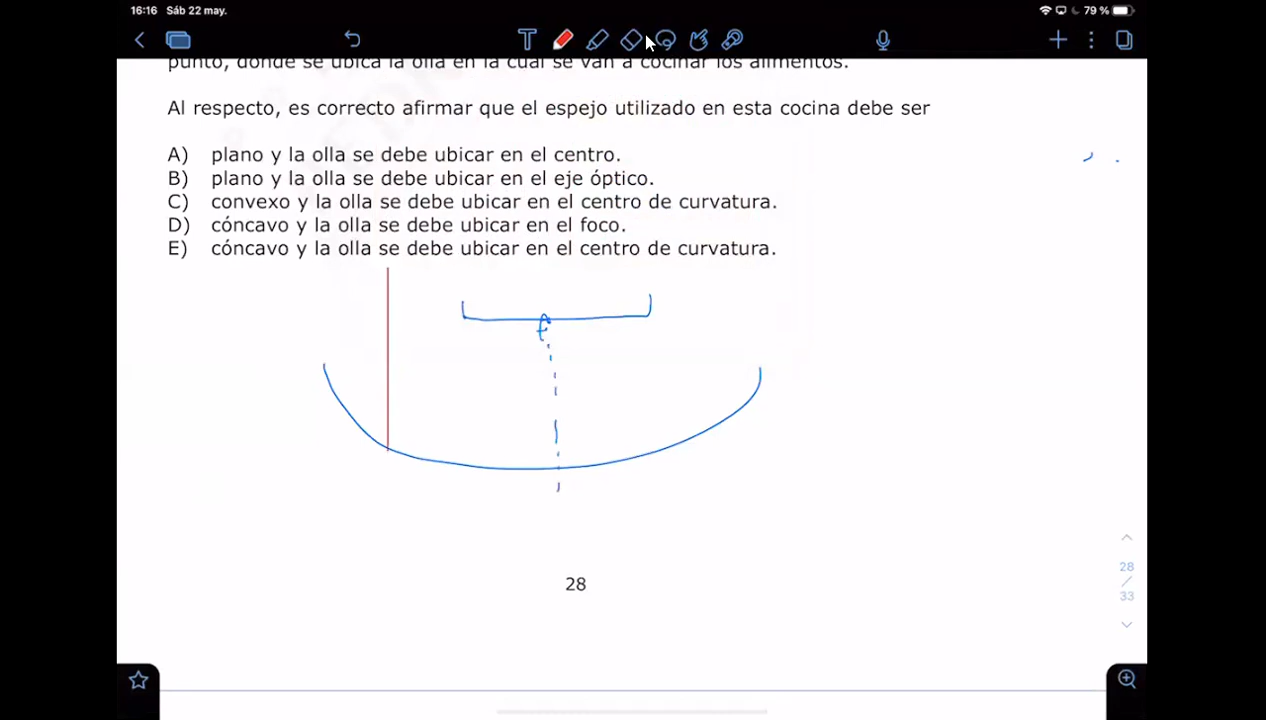 16:16 Sáb 22 may.
79 %
T
punto, donde se ubica la olla en la cual se van a cocinar los alimentos.
Al respecto, es correcto afirmar que el espejo utilizado en esta cocina debe ser
A) plano y la olla se debe ubicar en el centro.
B) plano y la olla se debe ubicar en el eje óptico.
C) convexo y la olla se debe ubicar en el centro de curvatura.
D) cóncavo y la olla se debe ubicar en el foco.
E) cóncavo y la olla se debe ubicar en el centro de curvatura.
f
28
28
/
33